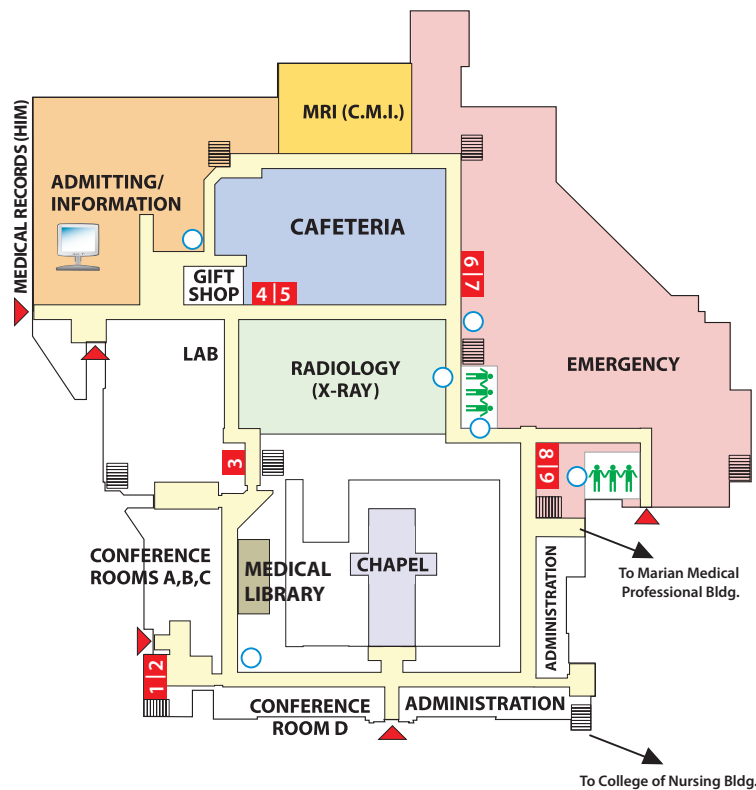 MRI (C.M.I.)
MEDICAL RECORDS (HIM)
ADMITTING/
INFORMATION
CAFETERIA
GIFT
SHOP
4|5
6|7
LAB
RADIOLOGY
(X-RAY)
EMERGENCY
3
8|9
CONFERENCE
ROOMS A,B,C
MEDICAL
LIBRARY
CHAPEL
ADMINISTRATION
To Marian Medical
Professional Bldg.
1|2
CONFERENCE
ROOM D
ADMINISTRATION
To College of Nursing Bldg.